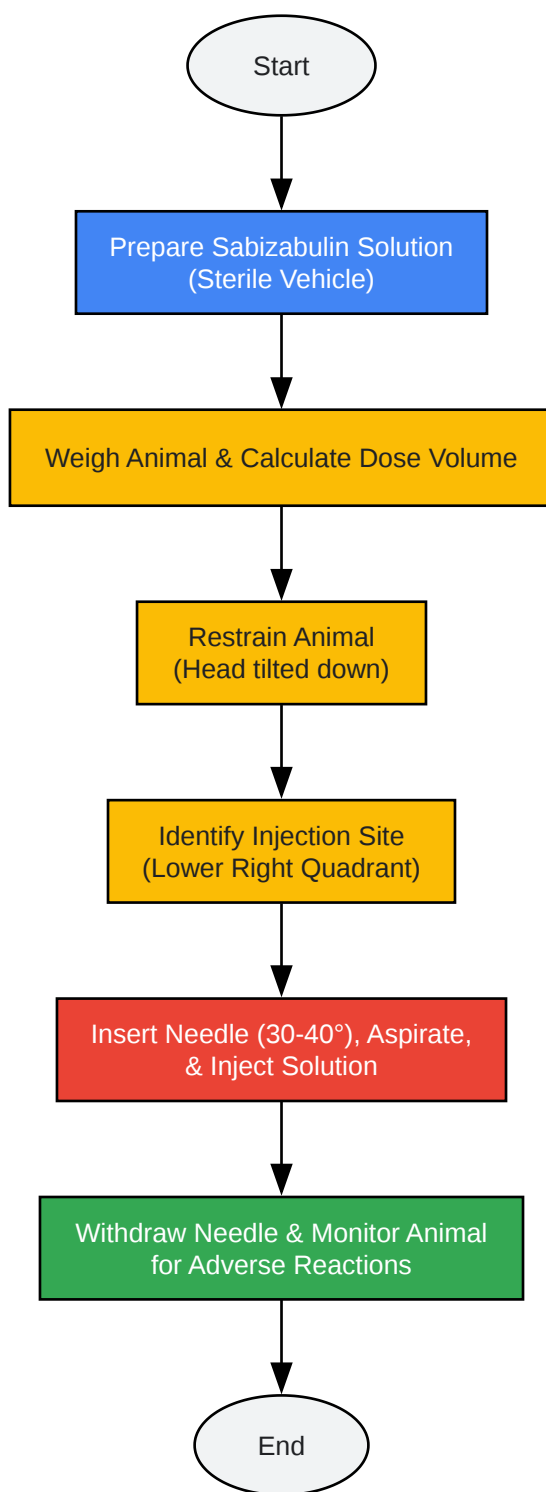 Start
Prepare Sabizabulin Solution
(Sterile Vehicle)
Weigh Animal & Calculate Dose Volume
Restrain Animal
(Head tilted down)
Identify Injection Site
(Lower Right Quadrant)
Insert Needle (30-40°), Aspirate,
& Inject Solution
Withdraw Needle & Monitor Animal
for Adverse Reactions
End